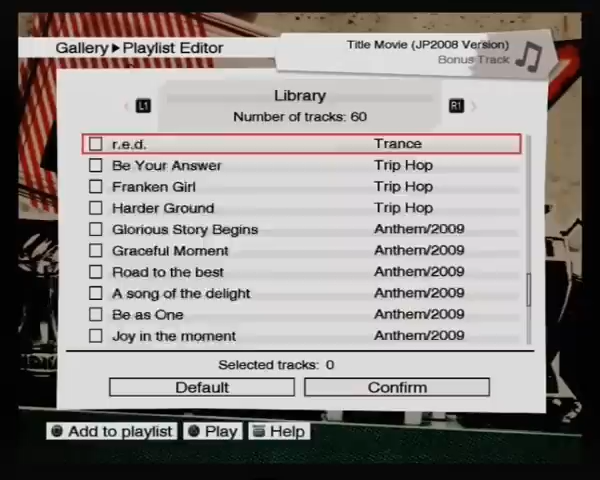 Gallery▶Playlist Editor
Title Movie (JP2008 Version)
Bonus Track
L1
Library
R1
Number of tracks: 60
r.e.d. Trance
Be Your Answer Trip Hop
Franken Girl Trip Hop
Harder Ground Trip Hop
Glorious Story Begins Anthem/2009
Graceful Moment Anthem/2009
Road to the best Anthem/2009
A song of the delight Anthem/2009
Be as One Anthem/2009
Joy in the moment Anthem/2009
Selected tracks: 0
Default Confirm
Add to playlist Play Help